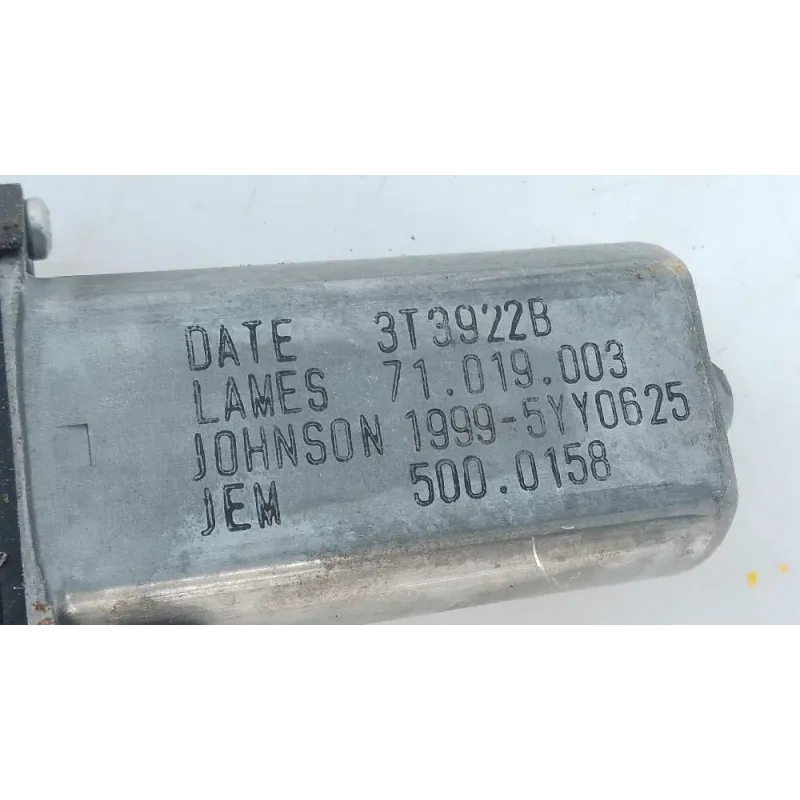 DATE 3T3922B
LAMES 71.019.003
JOHNSON 1999-5YY0625
JEM 500.0158